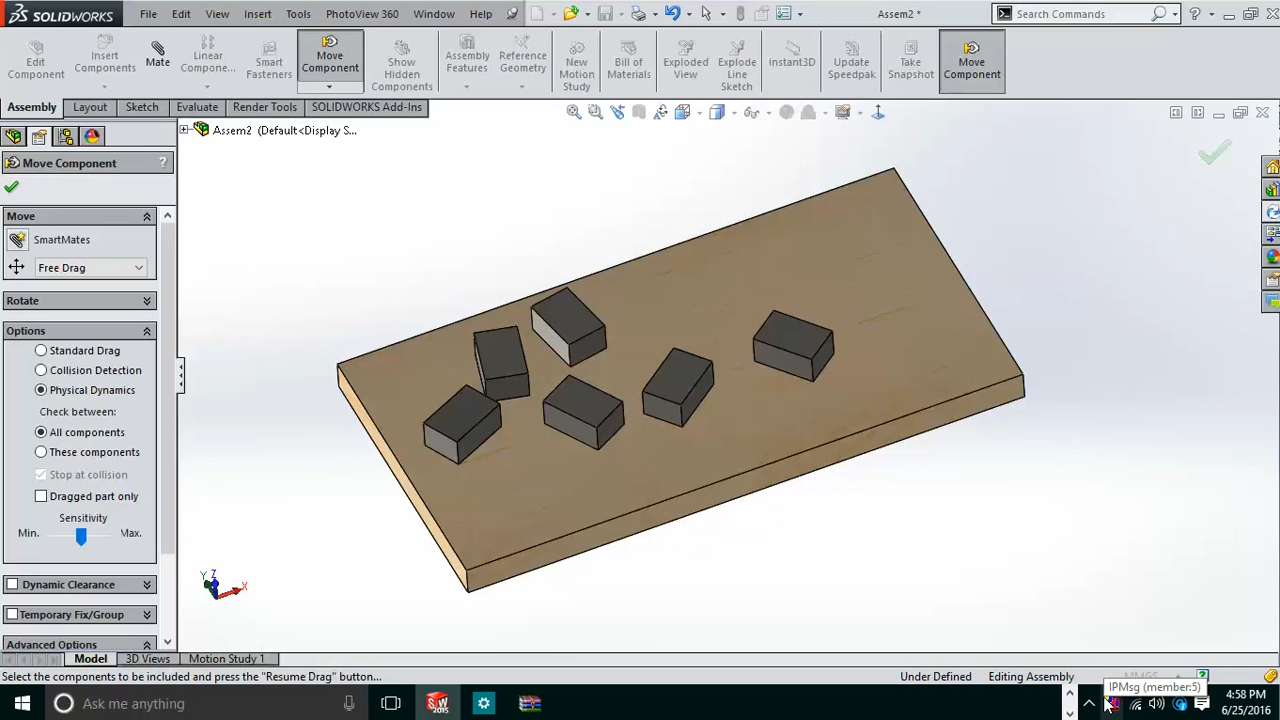 SOLIDWORKS File Edit View Insert Tools PhotoView 360 Window Help Assem2 * Search Commands
Edit Component
Insert Components
Mate
Linear Compone...
Smart Fasteners
Move Component
Show Hidden Components
Assembly Features
Reference Geometry
New Motion Study
Bill of Materials
Exploded View
Explode Line Sketch
Instant3D
Update Speedpak
Take Snapshot
Move Component
Assembly Layout Sketch Evaluate Render Tools SOLIDWORKS Add-Ins
Assem2 (Default<Display S...
Move Component ?
Move
SmartMates
Free Drag
Rotate
Options
Standard Drag
Collision Detection
Physical Dynamics
Check between:
All components
These components
Stop at collision
Dragged part only
Sensitivity
Min. Max.
Dynamic Clearance
Temporary Fix/Group
Advanced Options
Y Z X
Model 3D Views Motion Study 1
Select the components to be included and press the "Resume Drag" button... Under Defined Editing Assembly MMGS
IPMsg (member:5)
Ask me anything
SW 2015
4:58 PM
6/25/2016